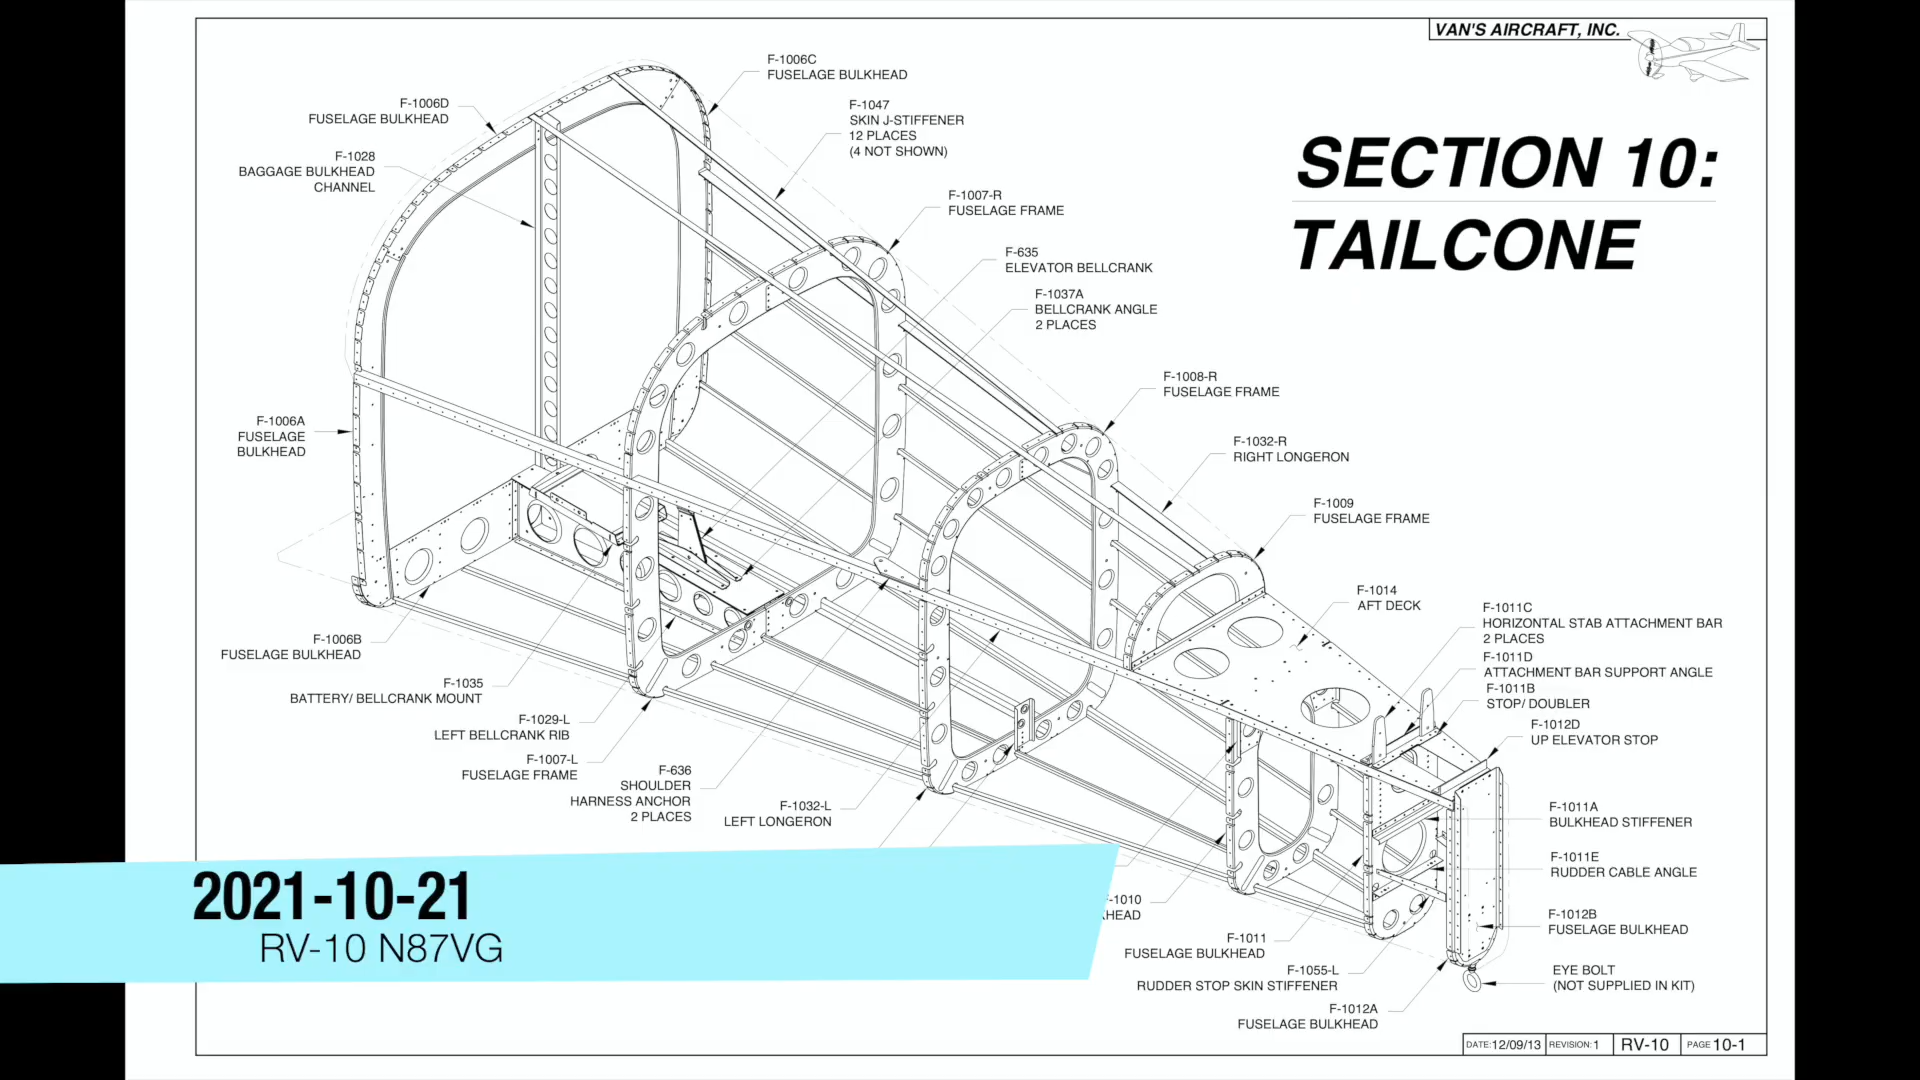 VAN'S AIRCRAFT, INC.
SECTION 10:
TAILCONE
F-1006C
FUSELAGE BULKHEAD
F-1006D
FUSELAGE BULKHEAD
F-1047
SKIN J-STIFFENER
12 PLACES
(4 NOT SHOWN)
F-1028
BAGGAGE BULKHEAD
CHANNEL
F-1007-R
FUSELAGE FRAME
F-635
ELEVATOR BELLCRANK
F-1037A
BELLCRANK ANGLE
2 PLACES
F-1008-R
FUSELAGE FRAME
F-1006A
FUSELAGE
BULKHEAD
F-1032-R
RIGHT LONGERON
F-1009
FUSELAGE FRAME
F-1014
AFT DECK
F-1011C
HORIZONTAL STAB ATTACHMENT BAR
2 PLACES
F-1011D
ATTACHMENT BAR SUPPORT ANGLE
F-1011B
STOP/ DOUBLER
F-1012D
UP ELEVATOR STOP
F-1006B
FUSELAGE BULKHEAD
F-1035
BATTERY/ BELLCRANK MOUNT
F-1029-L
LEFT BELLCRANK RIB
F-1007-L
FUSELAGE FRAME
F-636
SHOULDER
HARNESS ANCHOR
2 PLACES
F-1032-L
LEFT LONGERON
F-1011A
BULKHEAD STIFFENER
F-1011E
RUDDER CABLE ANGLE
F-1012B
FUSELAGE BULKHEAD
EYE BOLT
(NOT SUPPLIED IN KIT)
2021-10-21
RV-10 N87VG
-1010
HEAD
F-1011
FUSELAGE BULKHEAD
F-1055-L
RUDDER STOP SKIN STIFFENER
F-1012A
FUSELAGE BULKHEAD
DATE: 12/09/13 REVISION: 1 RV-10 PAGE 10-1